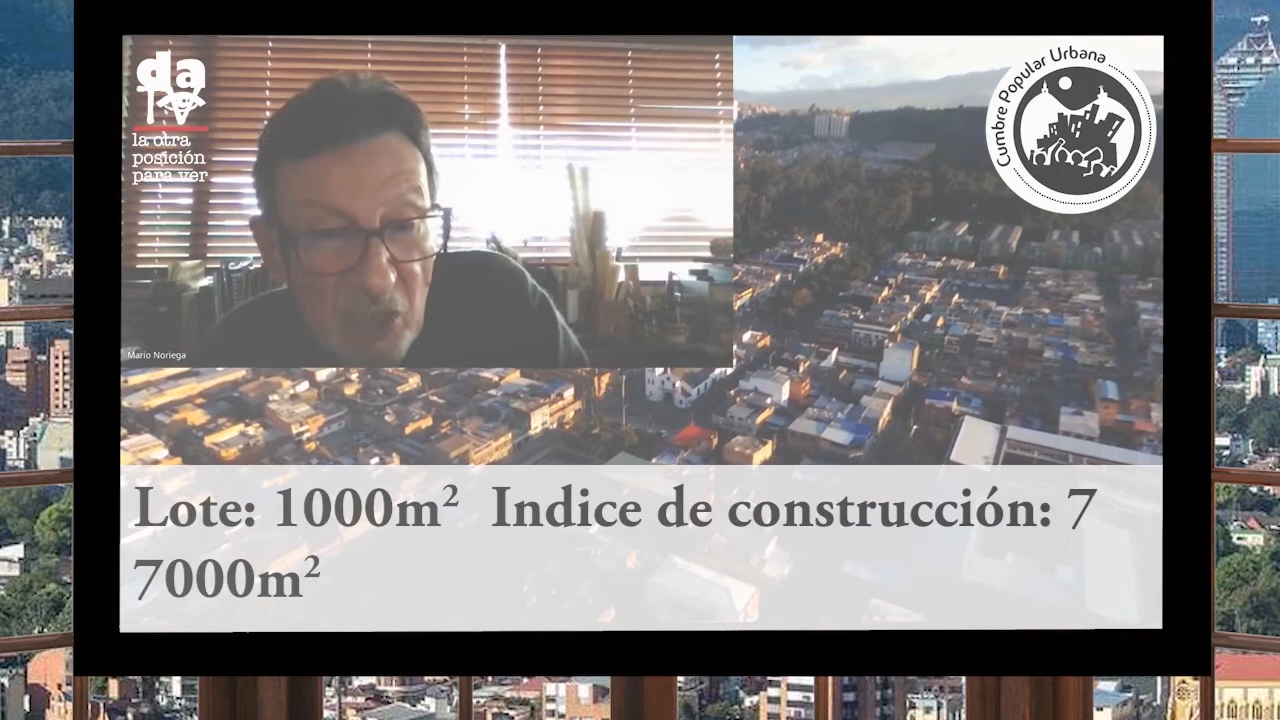 da
tv
la otra
posición
para ver
Cumbre Popular Urbana
Mario Noriega
Lote: 1000m² Indice de construcción: 7
7000m²